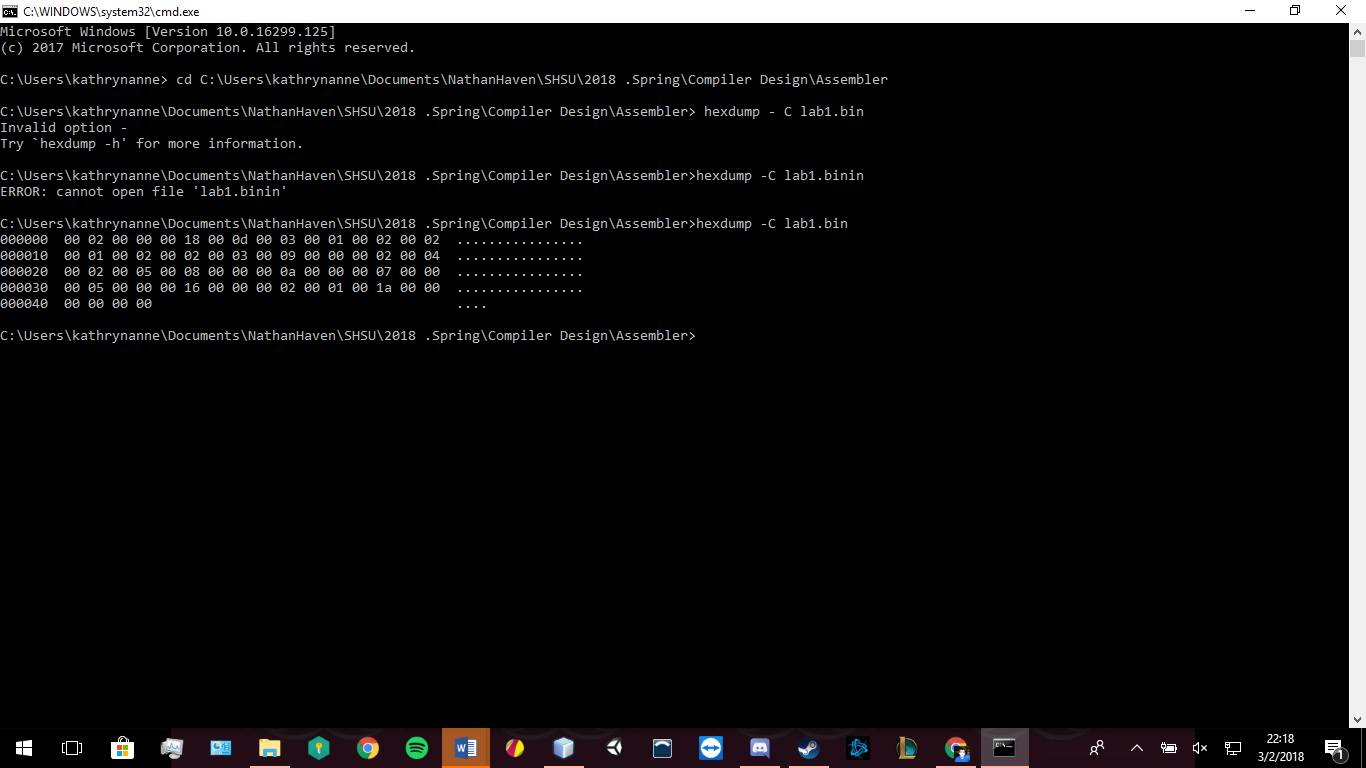 C:\WINDOWS\system32\cmd.exe
Microsoft Windows [Version 10.0.16299.125]
(c) 2017 Microsoft Corporation. All rights reserved.
C:\Users\kathrynanne> cd C:\Users\kathrynanne\Documents\NathanHaven\SHSU\2018 .Spring\Compiler Design\Assembler
C:\Users\kathrynanne\Documents\NathanHaven\SHSU\2018 .Spring\Compiler Design\Assembler> hexdump - C lab1.bin
Invalid option -
Try `hexdump -h' for more information.
C:\Users\kathrynanne\Documents\NathanHaven\SHSU\2018 .Spring\Compiler Design\Assembler>hexdump -C lab1.binin
ERROR: cannot open file 'lab1.binin'
C:\Users\kathrynanne\Documents\NathanHaven\SHSU\2018 .Spring\Compiler Design\Assembler>hexdump -C lab1.bin
000000  00 02 00 00 00 18 00 0d 00 03 00 01 00 02 00 02  ................
000010  00 01 00 02 00 02 00 03 00 09 00 00 00 02 00 04  ................
000020  00 02 00 05 00 08 00 00 00 0a 00 00 00 07 00 00  ................
000030  00 05 00 00 00 16 00 00 00 02 00 01 00 1a 00 00  ................
000040  00 00 00 00                                      ....
C:\Users\kathrynanne\Documents\NathanHaven\SHSU\2018 .Spring\Compiler Design\Assembler>
22:18
3/2/2018
1